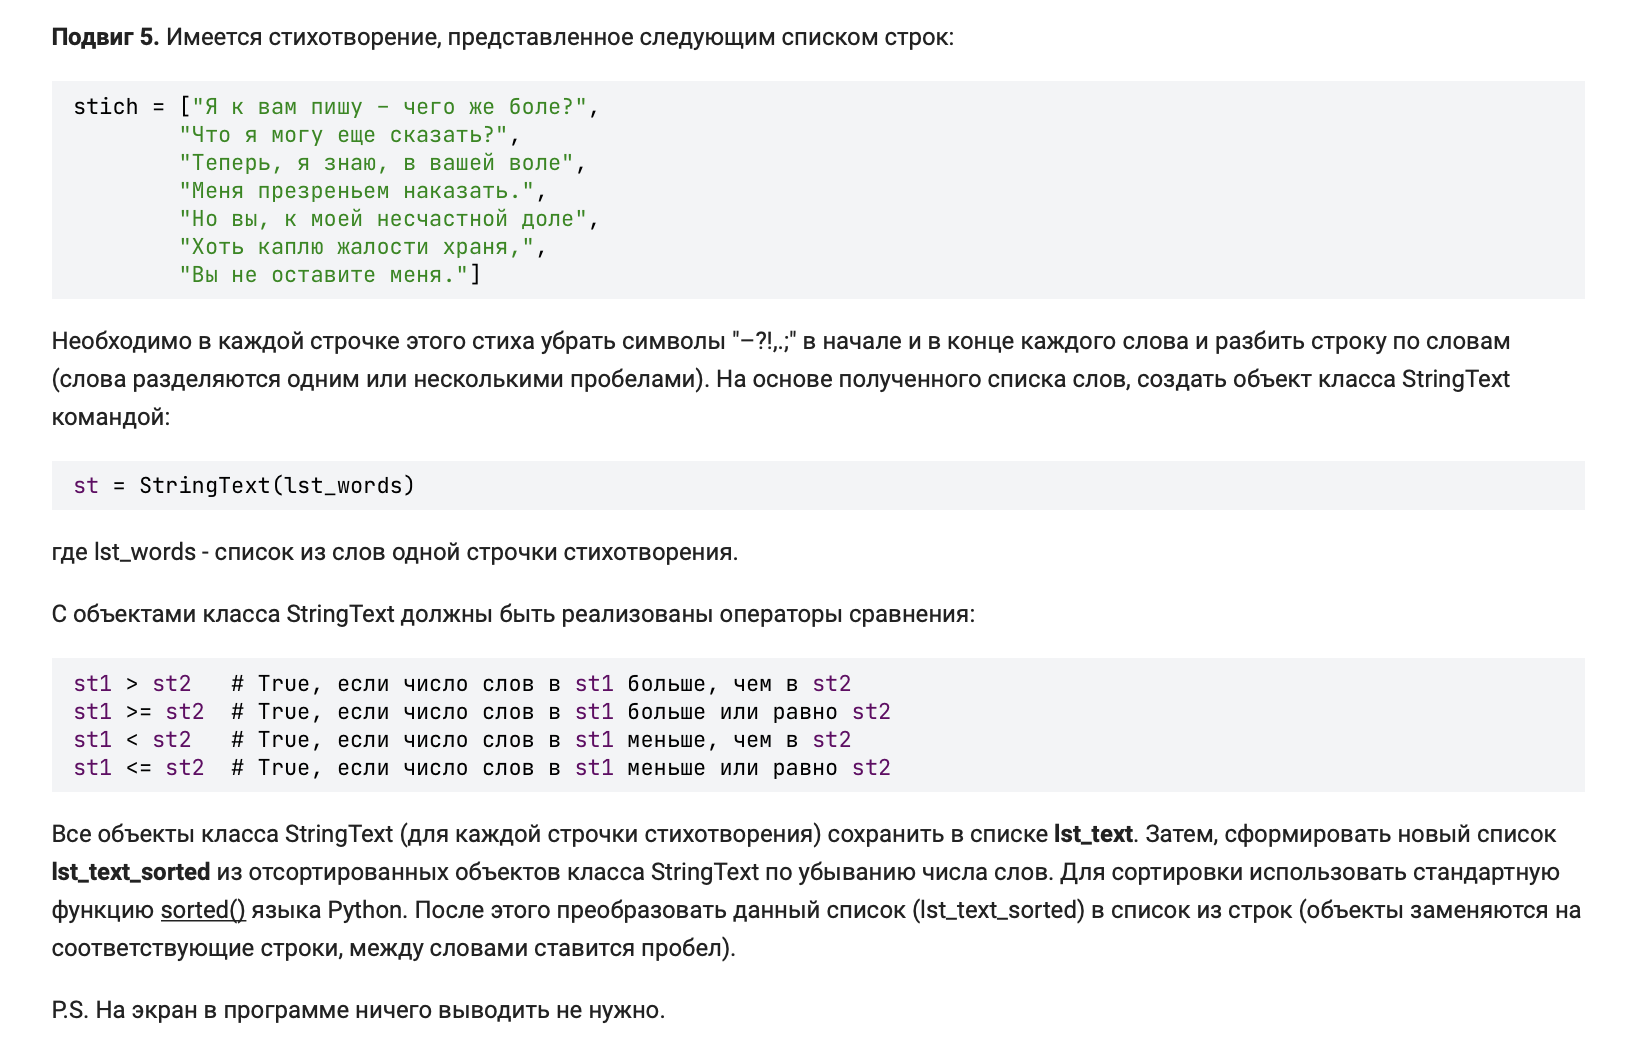 Подвиг 5. Имеется стихотворение, представленное следующим списком строк:
stich = ["Я к вам пишу – чего же боле?",
"Что я могу еще сказать?",
"Теперь, я знаю, в вашей воле",
"Меня презреньем наказать.",
"Но вы, к моей несчастной доле",
"Хоть каплю жалости храня,",
"Вы не оставите меня."]
Необходимо в каждой строчке этого стиха убрать символы "–?!,.;" в начале и в конце каждого слова и разбить строку по словам
(слова разделяются одним или несколькими пробелами). На основе полученного списка слов, создать объект класса StringText
командой:
st = StringText(lst_words)
где lst_words - список из слов одной строчки стихотворения.
С объектами класса StringText должны быть реализованы операторы сравнения:
st1 > st2   # True, если число слов в st1 больше, чем в st2
st1 >= st2  # True, если число слов в st1 больше или равно st2
st1 < st2   # True, если число слов в st1 меньше, чем в st2
st1 <= st2  # True, если число слов в st1 меньше или равно st2
Все объекты класса StringText (для каждой строчки стихотворения) сохранить в списке lst_text. Затем, сформировать новый список
lst_text_sorted из отсортированных объектов класса StringText по убыванию числа слов. Для сортировки использовать стандартную
функцию sorted() языка Python. После этого преобразовать данный список (lst_text_sorted) в список из строк (объекты заменяются на
соответствующие строки, между словами ставится пробел).
P.S. На экран в программе ничего выводить не нужно.